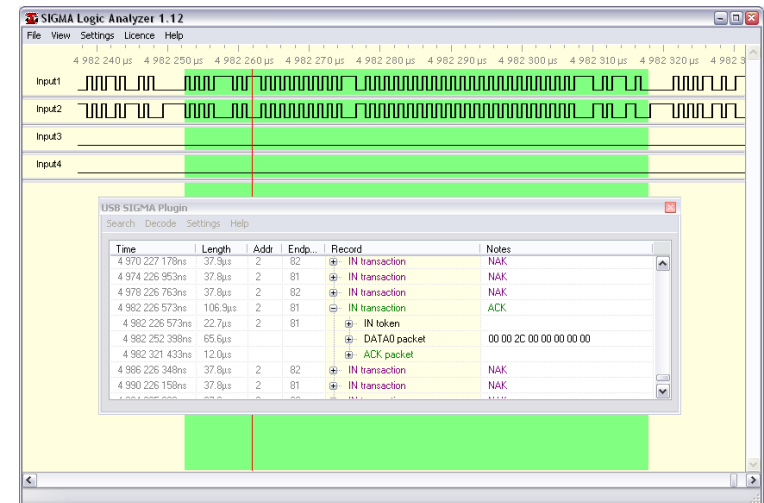 SIGMA Logic Analyzer 1.12
File View Settings Licence Help
4 982 240 µs 4 982 250 µs 4 982 260 µs 4 982 270 µs 4 982 280 µs 4 982 290 µs 4 982 300 µs 4 982 310 µs 4 982 320 µs 4 982 3
Input1
Input2
Input3
Input4
USB SIGMA Plugin
Search Decode Settings Help
Time Length Addr Endp... Record Notes
4 970 227 178ns 37.9µs 2 82 IN transaction NAK
4 974 226 953ns 37.8µs 2 81 IN transaction NAK
4 978 226 763ns 37.8µs 2 82 IN transaction NAK
4 982 226 573ns 106.9µs 2 81 IN transaction ACK
4 982 226 573ns 22.7µs 2 81 IN token
4 982 252 398ns 65.6µs DATA0 packet 00 00 2C 00 00 00 00 00
4 982 321 433ns 12.0µs ACK packet
4 986 226 348ns 37.8µs 2 82 IN transaction NAK
4 990 226 158ns 37.8µs 2 81 IN transaction NAK